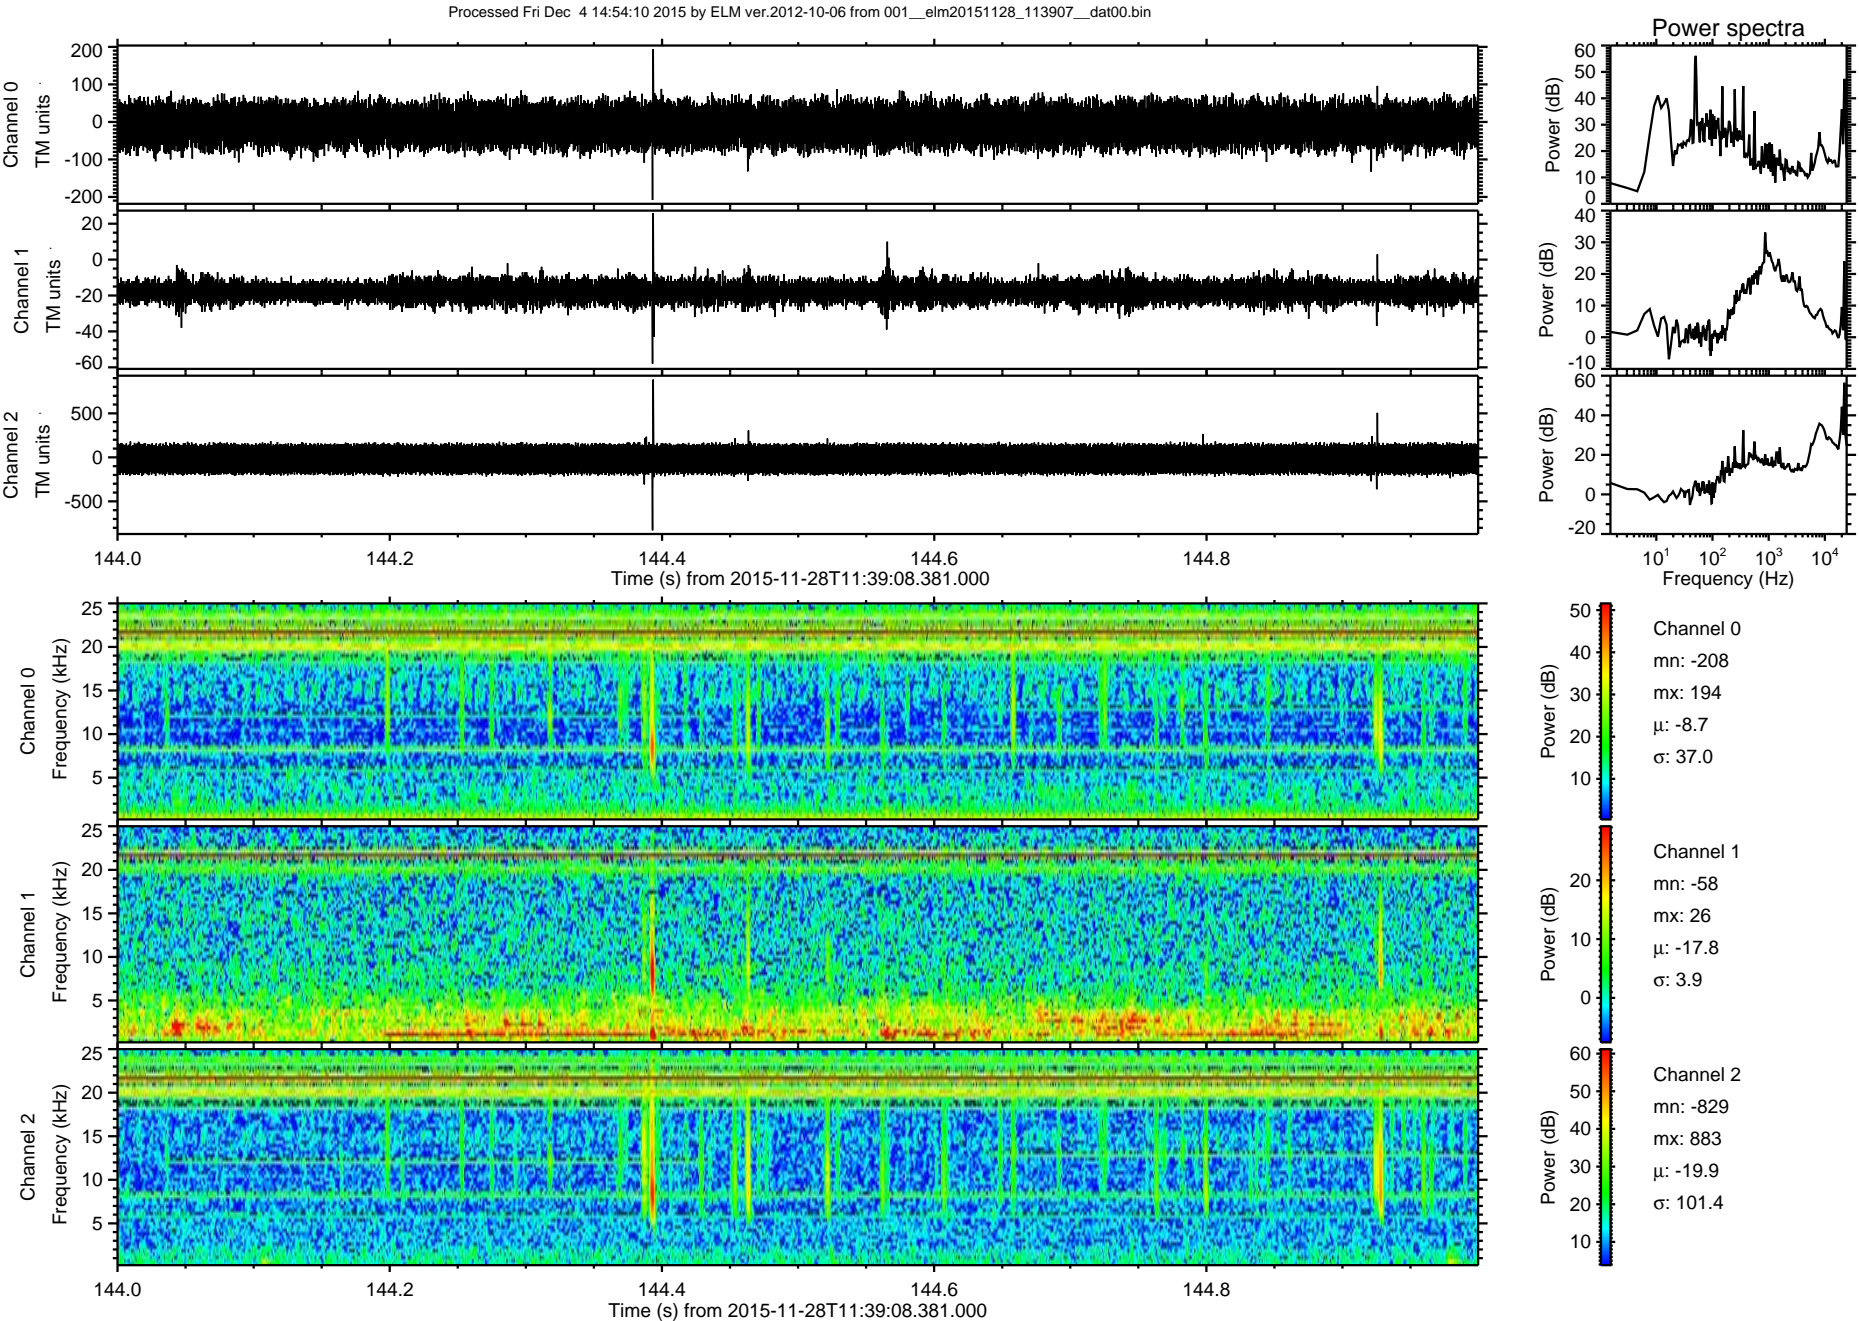 Processed Fri Dec  4 14:54:10 2015 by ELM ver.2012-10-06 from 001__elm20151128_113907__dat00.bin
Power spectra
Channel 0
TM units
200
100
0
-100
-200
Power (dB)
60
50
40
30
20
10
0
Channel 1
TM units
20
0
-20
-40
-60
Power (dB)
40
30
20
10
0
-10
Channel 2
TM units
500
0
-500
Power (dB)
60
40
20
0
-20
144.0
144.2
144.4
144.6
144.8
Time (s) from 2015-11-28T11:39:08.381.000
10¹
10²
10³
10⁴
Frequency (Hz)
Channel 0
Frequency (kHz)
25
20
15
10
5
Power (dB)
50
40
30
20
10
Channel 0
mn: -208
mx: 194
μ: -8.7
σ: 37.0
Channel 1
Frequency (kHz)
25
20
15
10
5
Power (dB)
20
10
0
Channel 1
mn: -58
mx: 26
μ: -17.8
σ: 3.9
Channel 2
Frequency (kHz)
25
20
15
10
5
Power (dB)
60
50
40
30
20
10
Channel 2
mn: -829
mx: 883
μ: -19.9
σ: 101.4
144.0
144.2
144.4
144.6
144.8
Time (s) from 2015-11-28T11:39:08.381.000